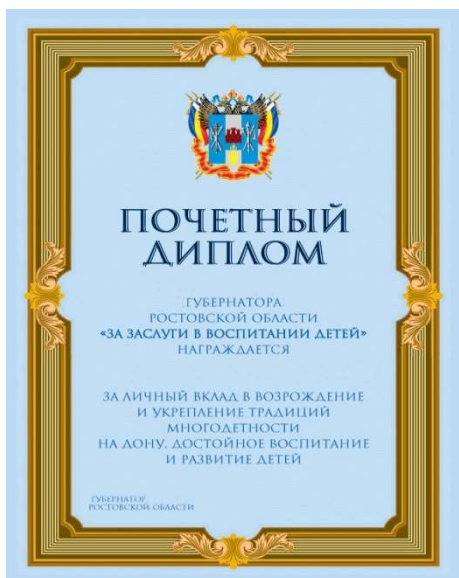 ПОЧЕТНЫЙ
ДИПЛОМ
ГУБЕРНАТОРА
РОСТОВСКОЙ ОБЛАСТИ
«ЗА ЗАСЛУГИ В ВОСПИТАНИИ ДЕТЕЙ»
НАГРАЖДАЕТСЯ
ЗА ЛИЧНЫЙ ВКЛАД В ВОЗРОЖДЕНИЕ
И УКРЕПЛЕНИЕ ТРАДИЦИЙ
МНОГОДЕТНОСТИ
НА ДОНУ, ДОСТОЙНОЕ ВОСПИТАНИЕ
И РАЗВИТИЕ ДЕТЕЙ
ГУБЕРНАТОР
РОСТОВСКОЙ ОБЛАСТИ